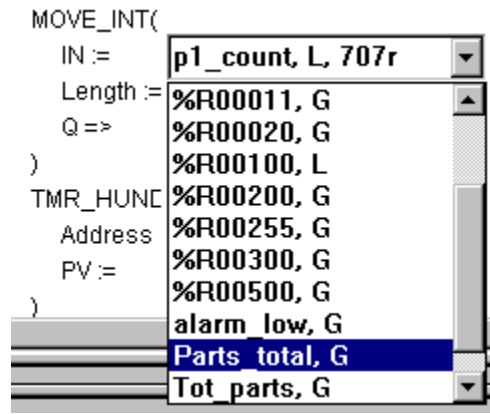 MOVE_INT(
IN := p1_count, L, 707r
Length := %R00011, G
%R00020, G
Q =>
%R00100, L
)
TMR_HUND %R00200, G
Address %R00255, G
PV := %R00300, G
%R00500, G
)
alarm_low, G
Parts_total, G
Tot_parts, G